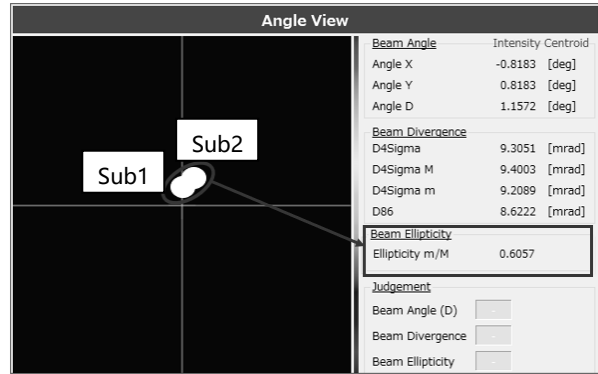 Angle View
Sub1
Sub2
Beam Angle Intensity Centroid
Angle X -0.8183 [deg]
Angle Y 0.8183 [deg]
Angle D 1.1572 [deg]
Beam Divergence
D4Sigma 9.3051 [mrad]
D4Sigma M 9.4003 [mrad]
D4Sigma m 9.2089 [mrad]
D86 8.6222 [mrad]
Beam Ellipticity
Ellipticity m/M 0.6057
Judgement
Beam Angle (D) -
Beam Divergence -
Beam Ellipticity -